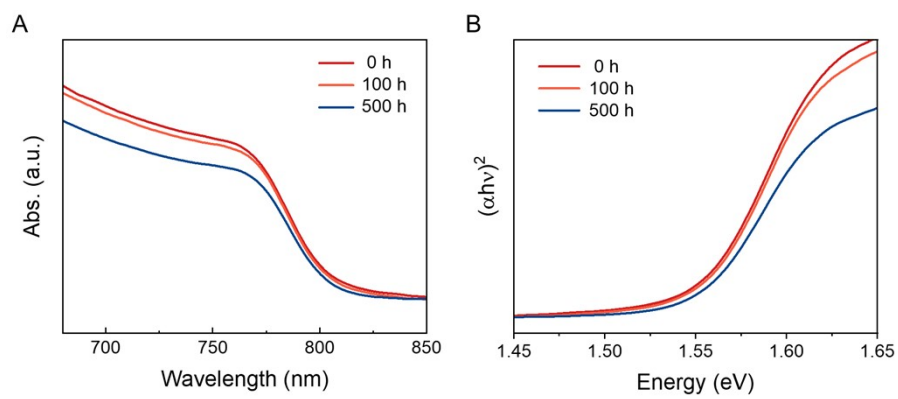 A
0 h
100 h
500 h
Abs. (a.u.)
700 750 800 850
Wavelength (nm)
B
0 h
100 h
500 h
(αhν)²
1.45 1.50 1.55 1.60 1.65
Energy (eV)